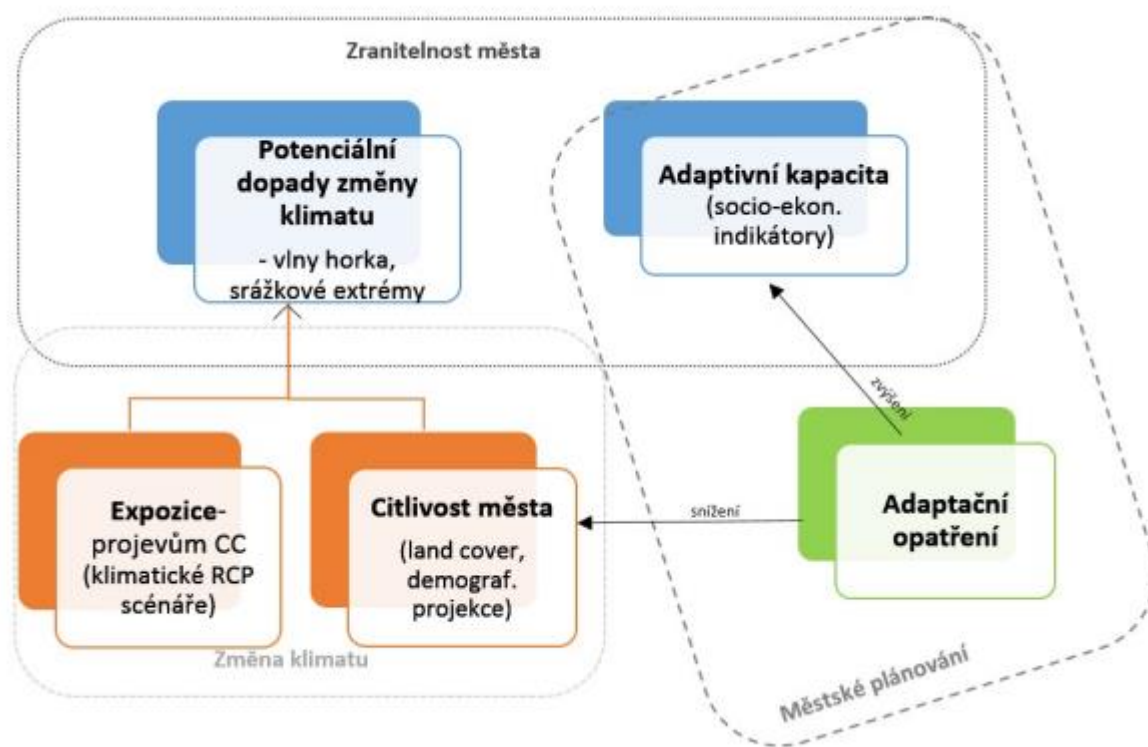 Zranitelnost města
Potenciální
dopady změny
klimatu
- vlny horka,
srážkové extrémy
Adaptivní kapacita
(socio-ekon.
indikátory)
zvýšení
Expozice-
projevům CC
(klimatické RCP
scénáře)
Citlivost města
(land cover,
demograf.
projekce)
snížení
Adaptační
opatření
Změna klimatu
Městské plánování